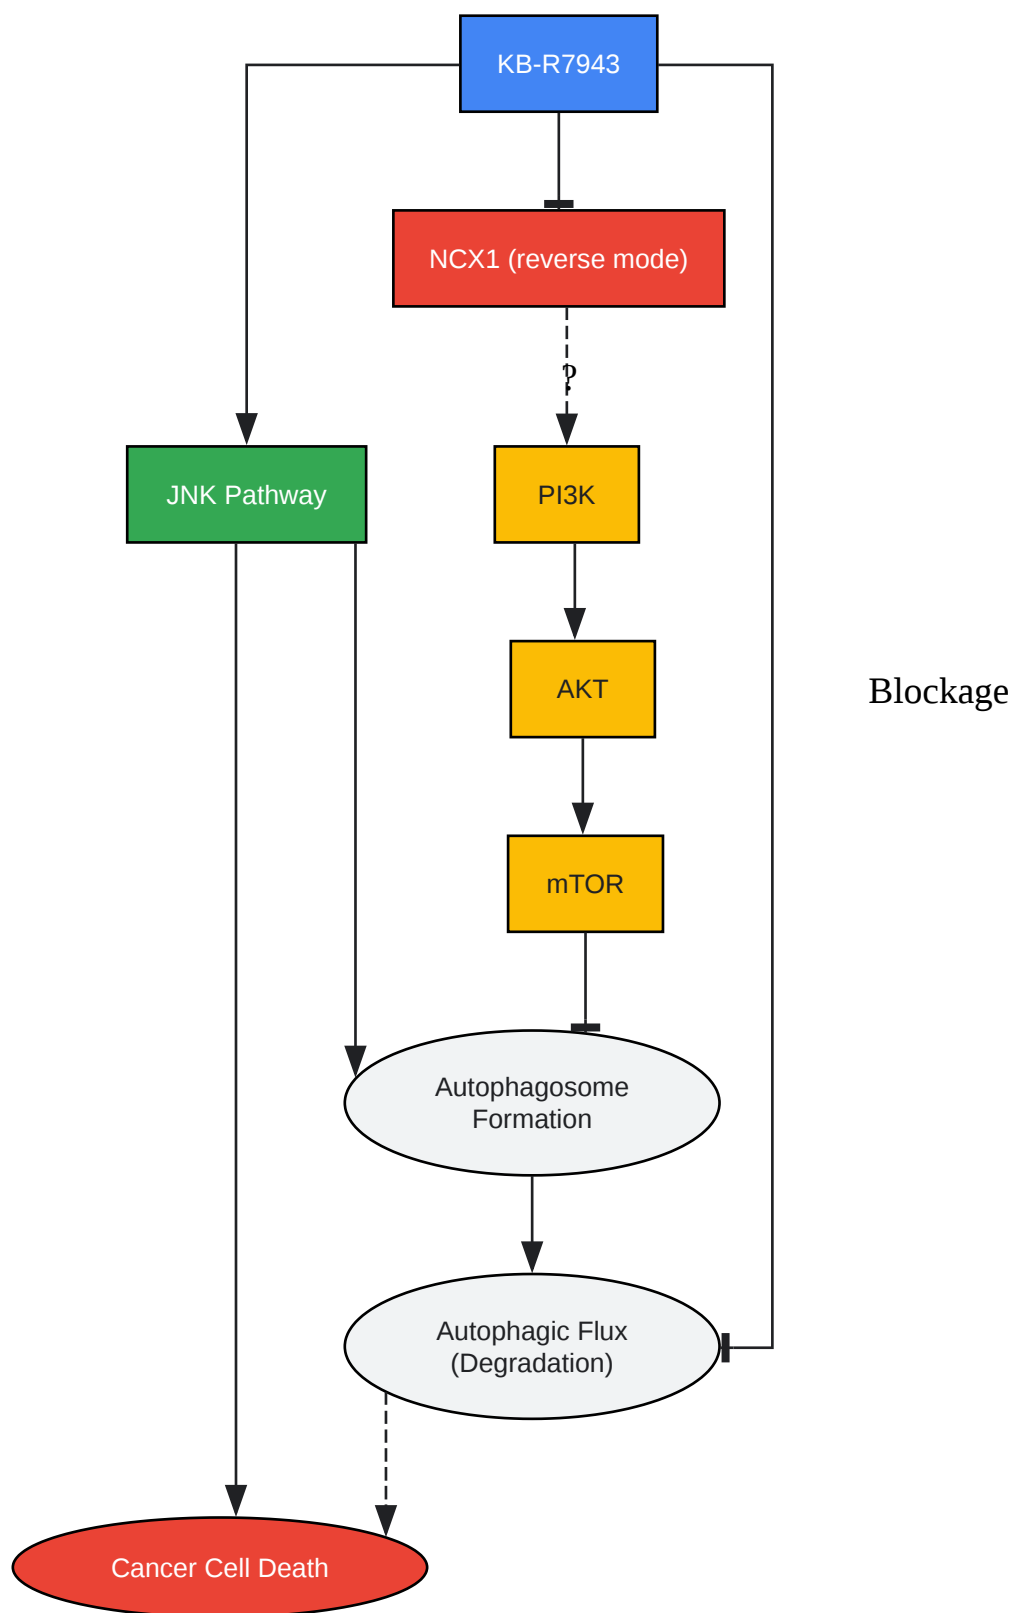 KB-R7943
NCX1 (reverse mode)
?
JNK Pathway
PI3K
AKT
Blockage
mTOR
Autophagosome
Formation
Autophagic Flux
(Degradation)
Cancer Cell Death